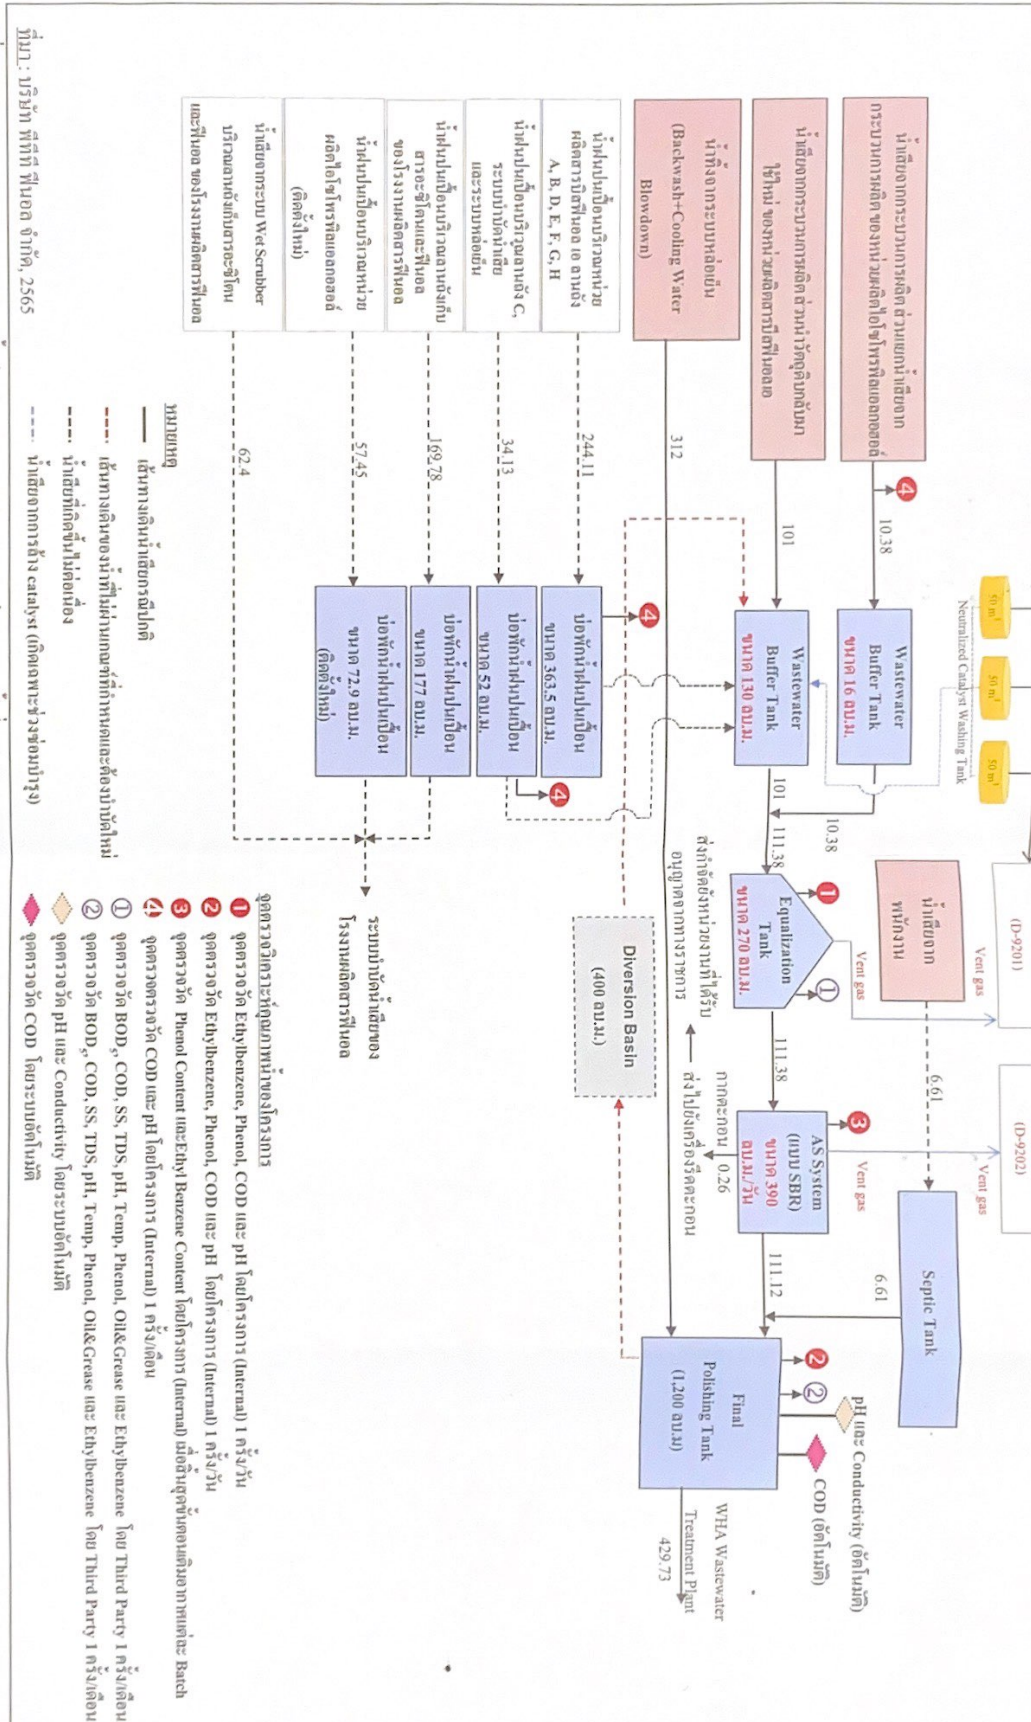 50 m³
50 m³
50 m³
Neutralized Catalyst Washing Tank
(D-9201)
(D-9202)
Vent gas
Vent gas
Vent gas
Vent gas
น้ำเสียจากกระบวนการผลิต ส่วนแยกน้ำเสียจาก
กระบวนการผลิต ของหน่วยผลิตไอโซโพรพิลแอลกอฮอล์
4
10.38
Wastewater
Buffer Tank
ขนาด 16 ลบ.ม.
10.38
น้ำเสียจาก
พนักงาน
6.61
Septic Tank
6.61
น้ำเสียจากกระบวนการผลิต ส่วนนำวัตถุดิบกลับมา
ใช้ใหม่ ของหน่วยผลิตสารบิสฟีนอลเอ
101
Wastewater
Buffer Tank
ขนาด 130 ลบ.ม.
101
111.38
1
Equalization
Tank
ขนาด 270 ลบ.ม.
1
111.38
3
AS System
(แบบ SBR)
ขนาด 390
ลบ.ม./วัน
111.12
กากตะกอน
0.26
ส่งไปยังเครื่องรีดตะกอน
ส่งกำจัดยังหน่วยงานที่ได้รับ
อนุญาตจากทางราชการ
2
2
pH และ Conductivity (อัตโนมัติ)
COD (อัตโนมัติ)
Final
Polishing Tank
(1,200 ลบ.ม)
WHA Wastewater
Treatment Plant
429.73
น้ำทิ้งจากระบบหล่อเย็น
(Backwash+Cooling Water
Blowdown)
312
Diversion Basin
(400 ลบ.ม.)
น้ำฝนปนเปื้อนบริเวณหน่วย
ผลิตสารบิสฟีนอล เอ ลานถัง
A, B, D, E, F, G, H
244.11
บ่อพักน้ำฝนปนเปื้อน
ขนาด 363.5 ลบ.ม.
4
น้ำฝนปนเปื้อนบริเวณลานถัง C,
ระบบบำบัดน้ำเสีย
และระบบหล่อเย็น
34.13
บ่อพักน้ำฝนปนเปื้อน
ขนาด 52 ลบ.ม.
4
น้ำฝนปนเปื้อนบริเวณลานถังเก็บ
สารอะซิโตนและฟีนอล
ของโรงงานผลิตสารฟีนอล
169.78
บ่อพักน้ำฝนปนเปื้อน
ขนาด 177 ลบ.ม.
น้ำฝนปนเปื้อนบริเวณหน่วย
ผลิตไอโซโพรพิลแอลกอฮอล์
(ติดตั้งใหม่)
57.45
บ่อพักน้ำฝนปนเปื้อน
ขนาด 72.9 ลบ.ม.
(ติดตั้งใหม่)
น้ำเสียจากระบบ Wet Scrubber
บริเวณลานถังเก็บสารอะซิโตน
และฟีนอล ของโรงงานผลิตสารฟีนอล
62.4
ระบบบำบัดน้ำเสียของ
โรงงานผลิตสารฟีนอล
หมายเหตุ
เส้นทางเดินน้ำเสียกรณีปกติ
เส้นทางเดินของน้ำที่ไม่ผ่านเกณฑ์ที่กำหนดและต้องบำบัดใหม่
น้ำเสียที่เกิดขึ้นไม่ต่อเนื่อง
น้ำเสียจากการล้าง catalyst (เกิดเฉพาะช่วงซ่อมบำรุง)
จุดตรวจวิเคราะห์คุณภาพน้ำของโครงการ
1 จุดตรวจวัด Ethylbenzene, Phenol, COD และ pH โดยโครงการ (Internal) 1 ครั้ง/วัน
2 จุดตรวจวัด Ethylbenzene, Phenol, COD และ pH โดยโครงการ (Internal) 1 ครั้ง/วัน
3 จุดตรวจวัด Phenol Content และEthyl Benzene Content โดยโครงการ (Internal) เมื่อสิ้นสุดขั้นตอนเติมอากาศแต่ละ Batch
4 จุดตรวจตรวจวัด COD และ pH โดยโครงการ (Internal) 1 ครั้ง/เดือน
1 จุดตรวจวัด BOD₅, COD, SS, TDS, pH, Temp, Phenol, Oil&Grease และ Ethylbenzene โดย Third Party 1 ครั้ง/เดือน
2 จุดตรวจวัด BOD₅, COD, SS, TDS, pH, Temp, Phenol, Oil&Grease และ Ethylbenzene โดย Third Party 1 ครั้ง/เดือน
จุดตรวจวัด pH และ Conductivity โดยระบบอัตโนมัติ
จุดตรวจวัด COD โดยระบบอัตโนมัติ
ที่มา : บริษัท พีทีที ฟีนอล จำกัด, 2565